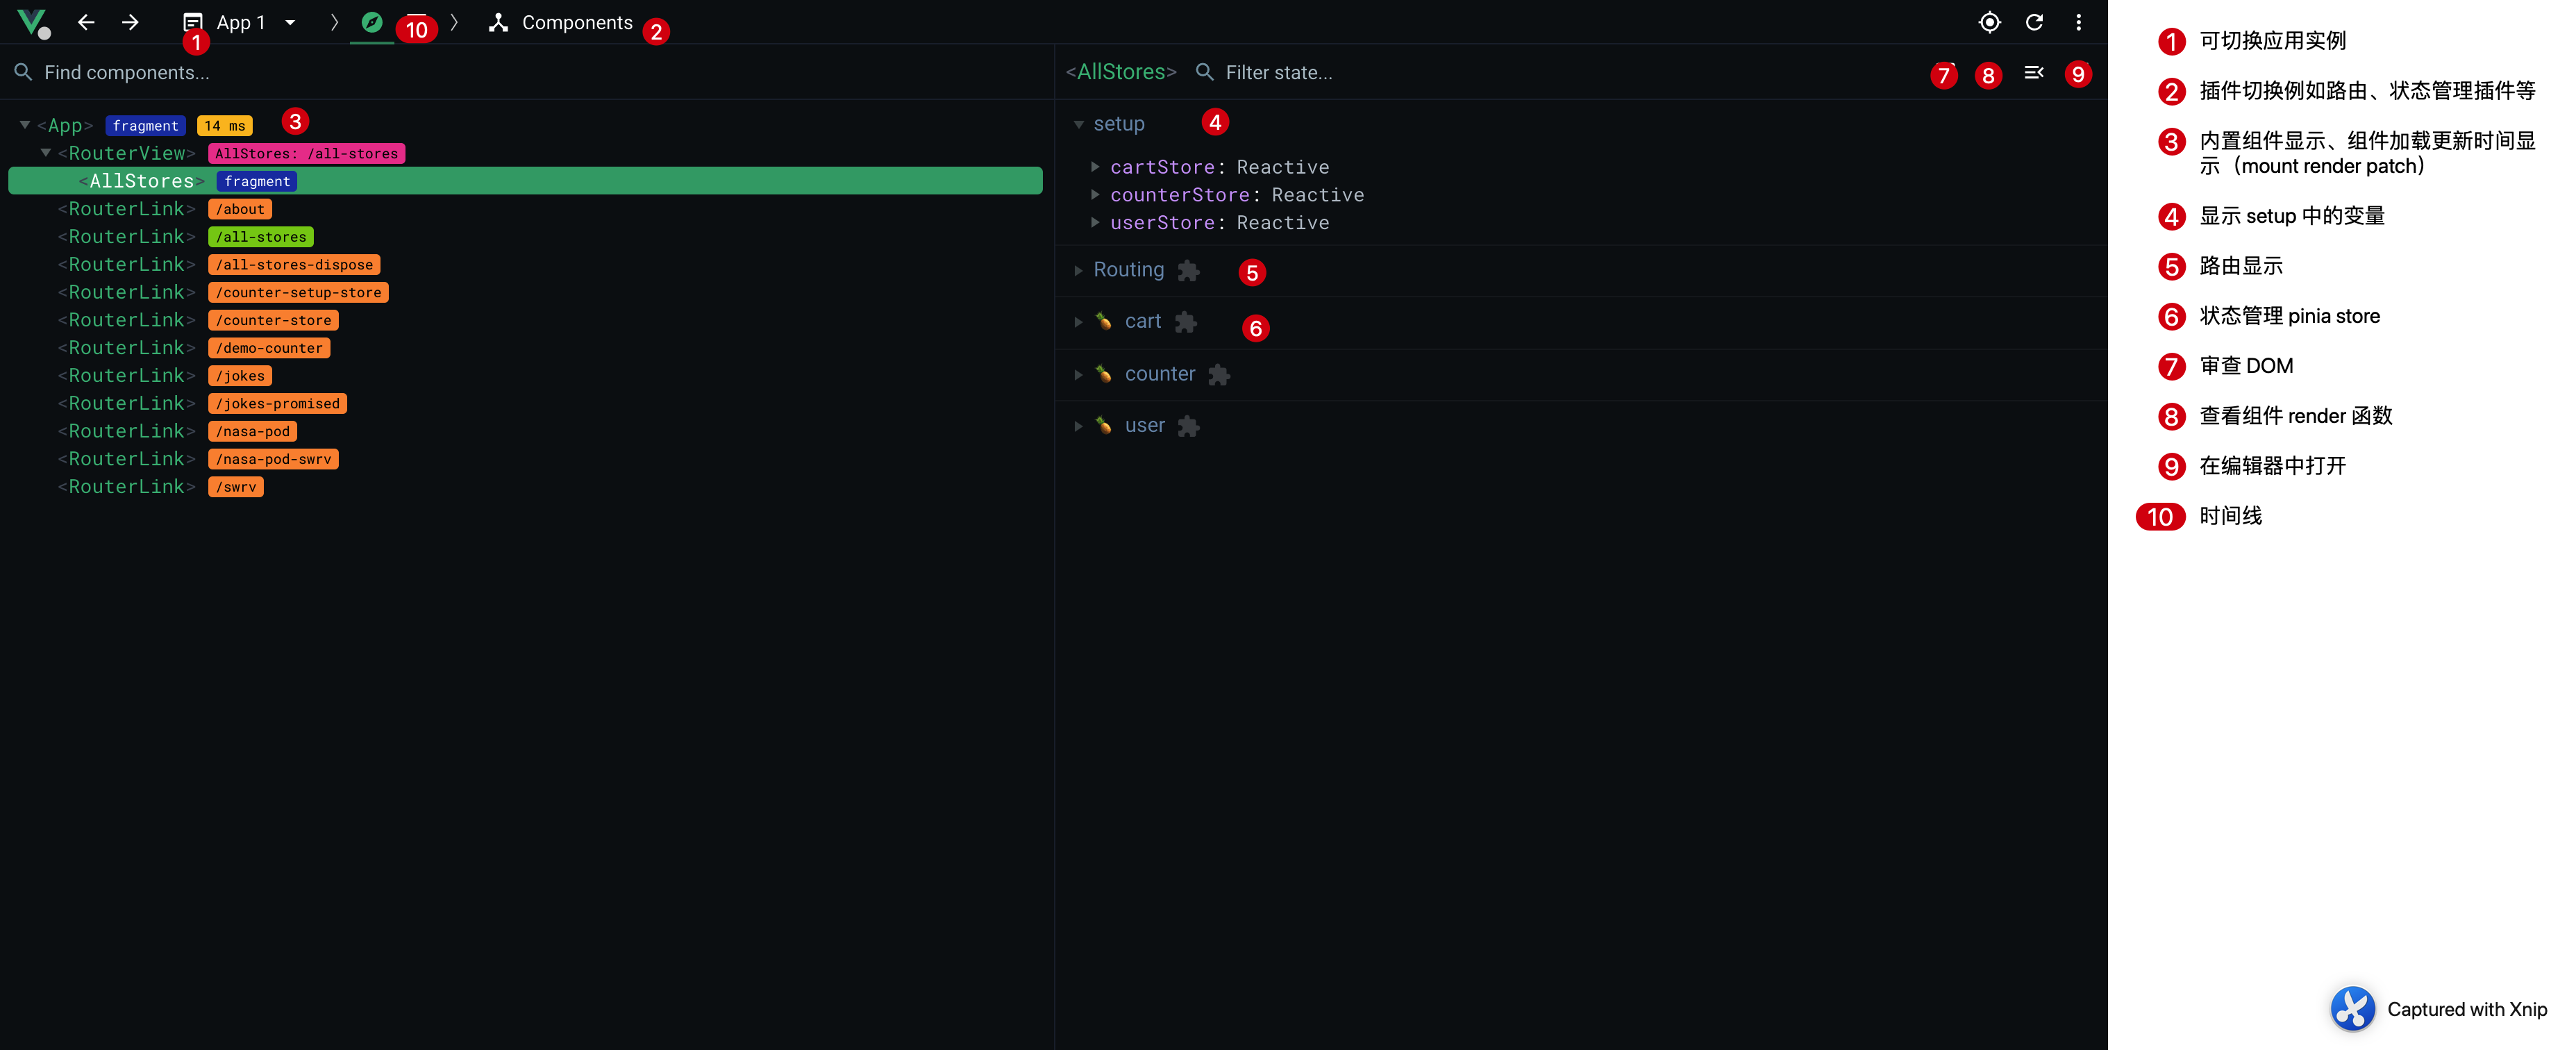 App 1
10
Components
1
2
Find components...
<App> fragment 14 ms 3
<RouterView> AllStores: /all-stores
<AllStores> fragment
<RouterLink> /about
<RouterLink> /all-stores
<RouterLink> /all-stores-dispose
<RouterLink> /counter-setup-store
<RouterLink> /counter-store
<RouterLink> /demo-counter
<RouterLink> /jokes
<RouterLink> /jokes-promised
<RouterLink> /nasa-pod
<RouterLink> /nasa-pod-swrv
<RouterLink> /swrv
<AllStores> Filter state... 7 8 9
setup 4
cartStore: Reactive
counterStore: Reactive
userStore: Reactive
Routing 5
cart 6
counter
user
1 可切换应用实例
2 插件切换例如路由、状态管理插件等
3 内置组件显示、组件加载更新时间显
示（mount render patch）
4 显示 setup 中的变量
5 路由显示
6 状态管理 pinia store
7 审查 DOM
8 查看组件 render 函数
9 在编辑器中打开
10 时间线
Captured with Xnip